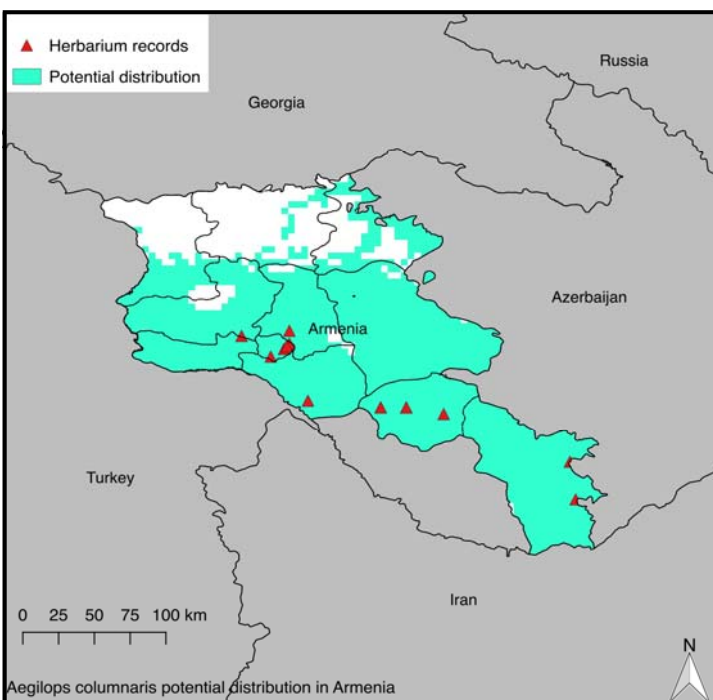 Herbarium records
Potential distribution
Russia
Georgia
Azerbaijan
Armenia
Turkey
Iran
0 25 50 75 100 km
N
Aegilops columnaris potential distribution in Armenia